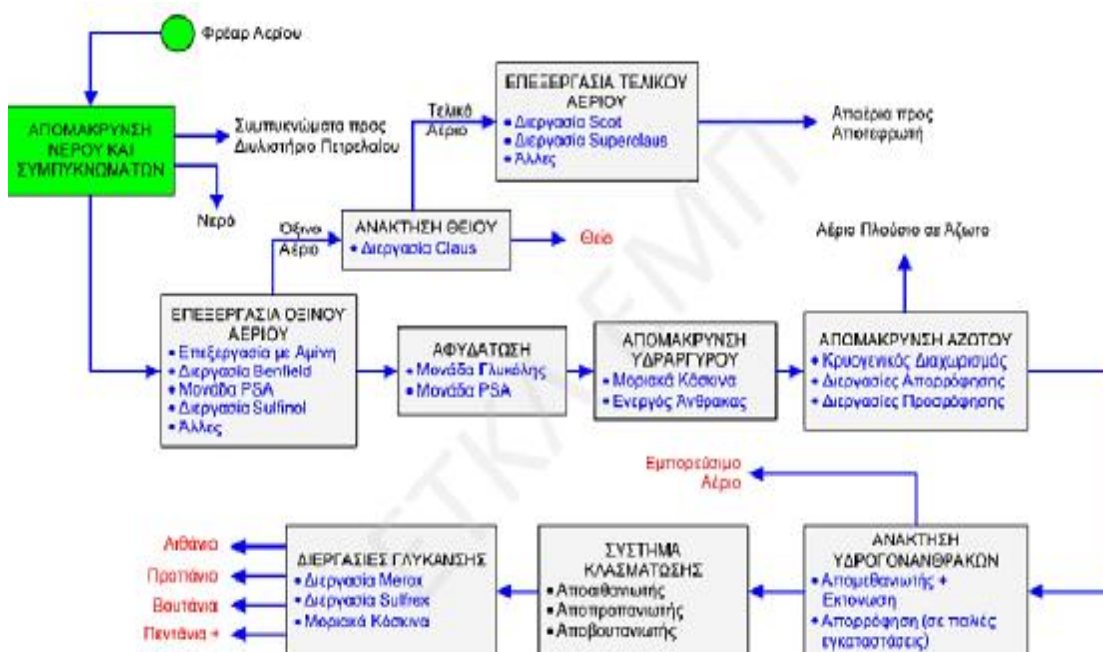 Φρέαρ Αερίου
ΑΠΟΜΑΚΡΥΝΣΗ
ΝΕΡΟΥ ΚΑΙ
ΣΥΜΠΥΚΝΩΜΑΤΩΝ
Συμπυκνώματα προς
Διυλιστήριο Πετρελαίου
Νερό
Τελικό
Αέριο
ΕΠΕΞΕΡΓΑΣΙΑ ΤΕΛΙΚΟΥ
ΑΕΡΙΟΥ
• Διεργασία Scot
• Διεργασία Superclaus
• Άλλες
Απαέρια προς
Αποτεφρωτή
Όξινο
Αέριο
ΑΝΑΚΤΗΣΗ ΘΕΙΟΥ
• Διεργασία Claus
Θείο
Αέριο Πλούσιο σε Άζωτο
ΕΠΕΞΕΡΓΑΣΙΑ ΟΞΙΝΟΥ
ΑΕΡΙΟΥ
• Επεξεργασία με Αμίνη
• Διεργασία Benfield
• Μονάδα PSA
• Διεργασία Sulfinol
• Άλλες
ΑΦΥΔΑΤΩΣΗ
• Μονάδα Γλυκόλης
• Μονάδα PSA
ΑΠΟΜΑΚΡΥΝΣΗ
ΥΔΡΑΡΓΥΡΟΥ
• Μοριακά Κόσκινα
• Ενεργός Άνθρακας
ΑΠΟΜΑΚΡΥΝΣΗ ΑΖΩΤΟΥ
• Κρυογενικός Διαχωρισμός
• Διεργασίες Απορρόφησης
• Διεργασίες Προσρόφησης
Εμπορεύσιμο
Αέριο
ΑΝΑΚΤΗΣΗ
ΥΔΡΟΓΟΝΑΝΘΡΑΚΩΝ
• Απομεθανιωτής +
Εκτόνωση
• Απορρόφηση (σε παλιές
εγκαταστάσεις)
ΣΥΣΤΗΜΑ
ΚΛΑΣΜΑΤΩΣΗΣ
• Αποαιθανιωτής
• Αποπροπανιωτής
• Αποβουτανιωτής
ΔΙΕΡΓΑΣΙΕΣ ΓΛΥΚΑΝΣΗΣ
• Διεργασία Merox
• Διεργασία Sulfrex
• Μοριακά Κόσκινα
Αιθάνιο
Προπάνιο
Βουτάνια
Πεντάνια +